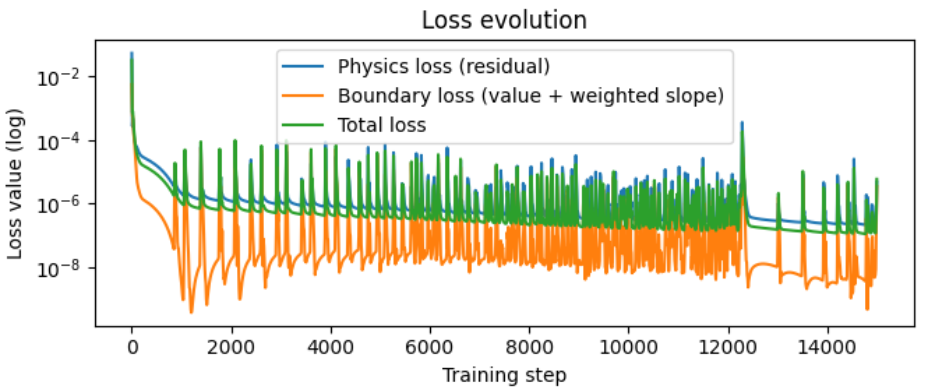 Loss evolution
Physics loss (residual)
Boundary loss (value + weighted slope)
Total loss
10⁻²
10⁻⁴
10⁻⁶
10⁻⁸
Loss value (log)
0 2000 4000 6000 8000 10000 12000 14000
Training step